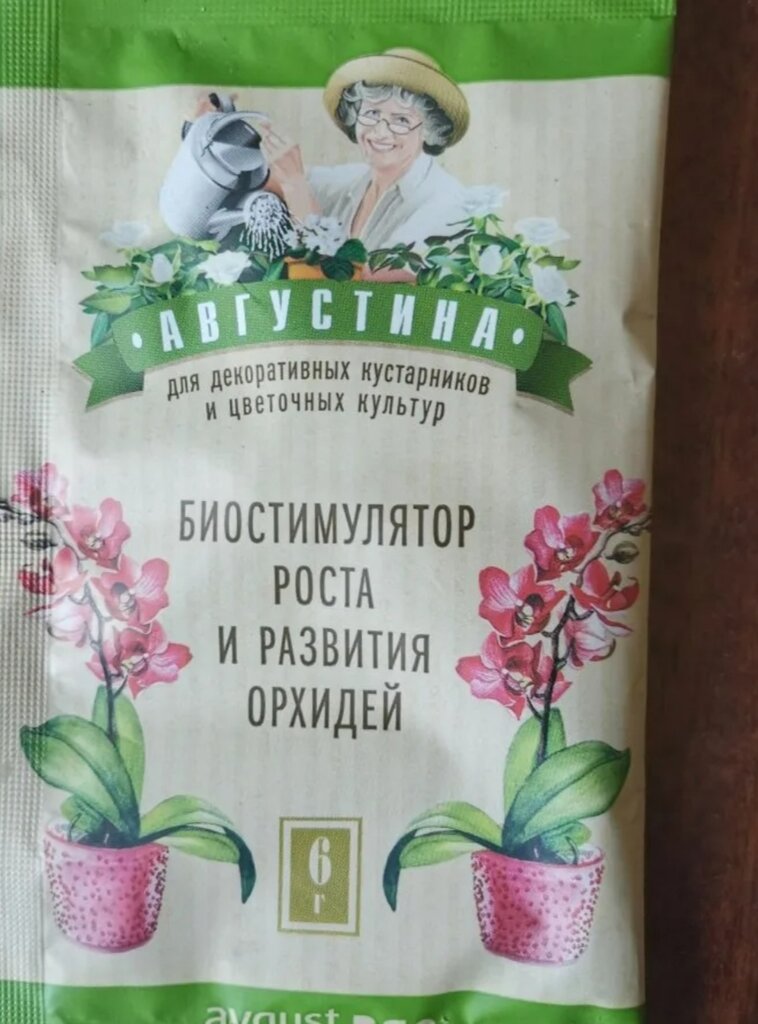 АВГУСТИНА
для декоративных кустарников
и цветочных культур
БИОСТИМУЛЯТОР
РОСТА
И РАЗВИТИЯ
ОРХИДЕЙ
6
г
avgust